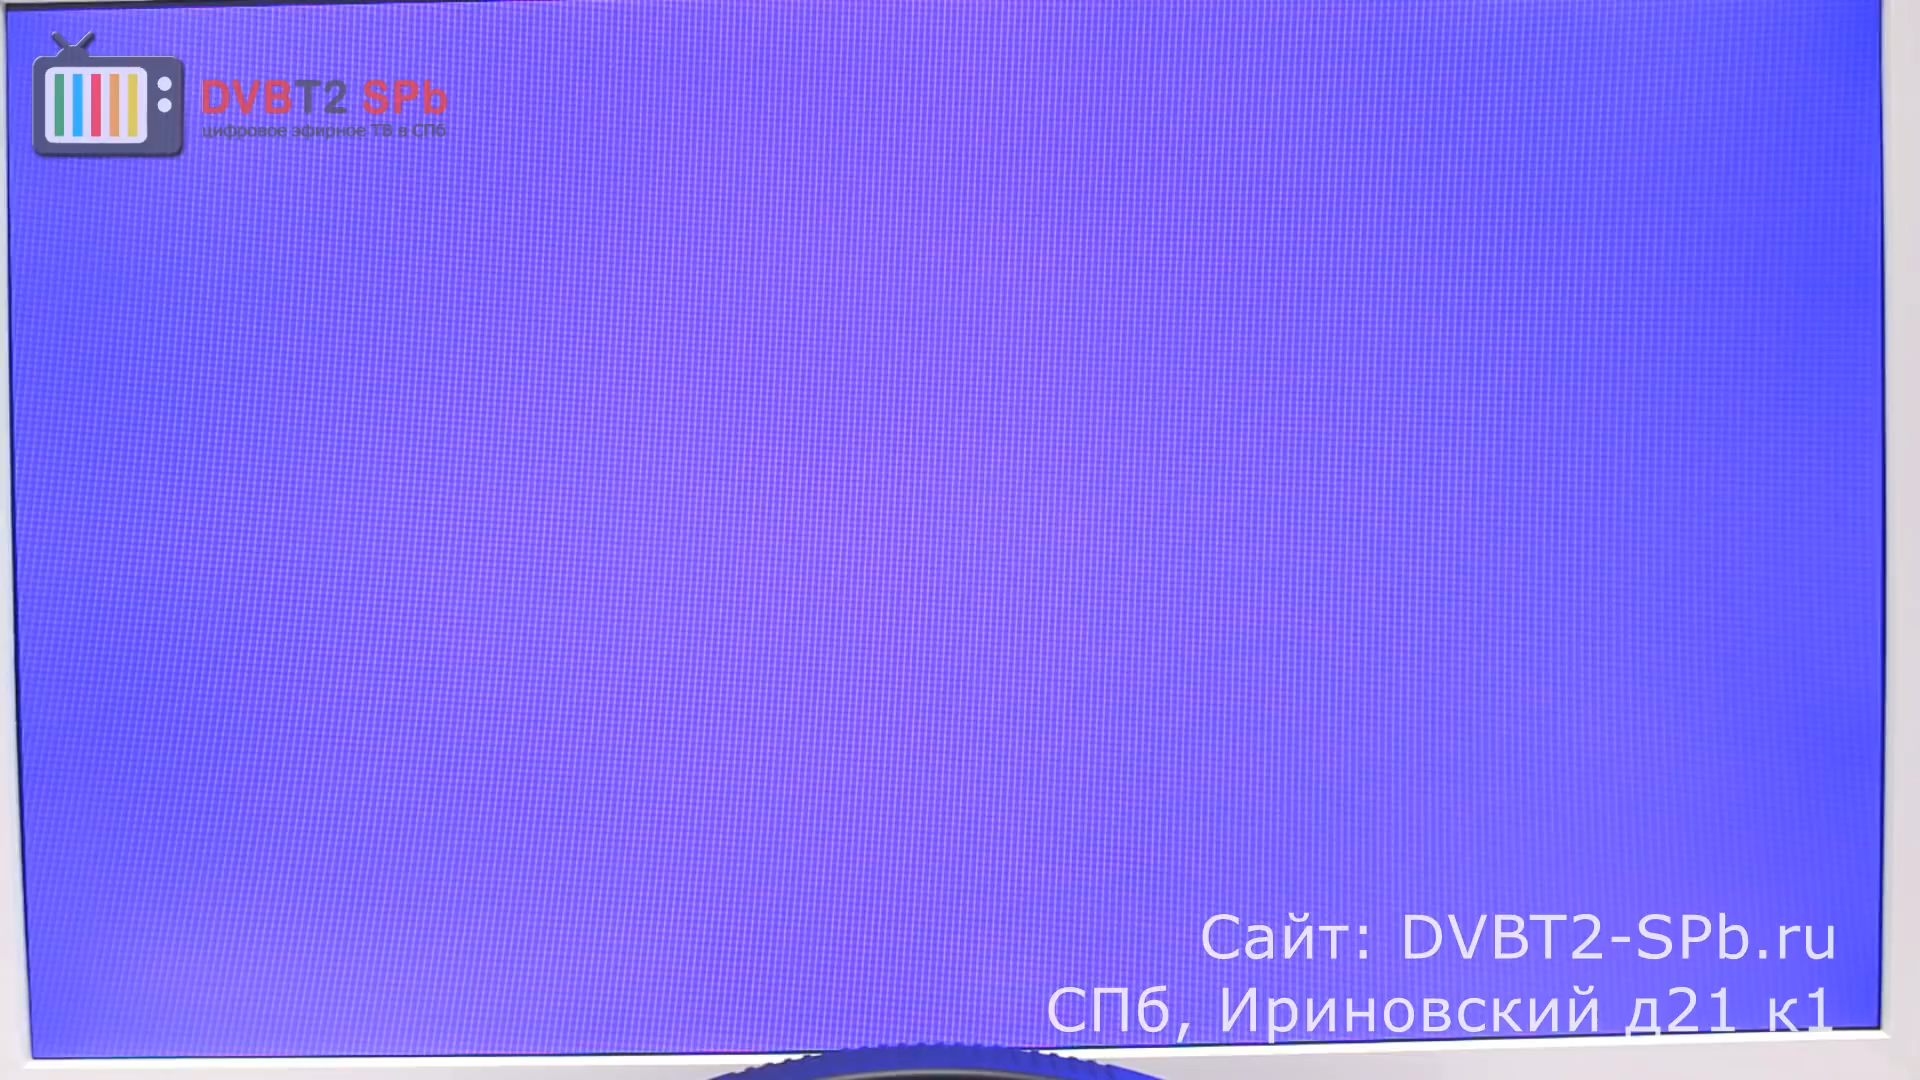 DVBT2 SPb
цифровое эфирное ТВ в СПб
Сайт: DVBT2-SPb.ru
СПб, Ириновский д21 к1